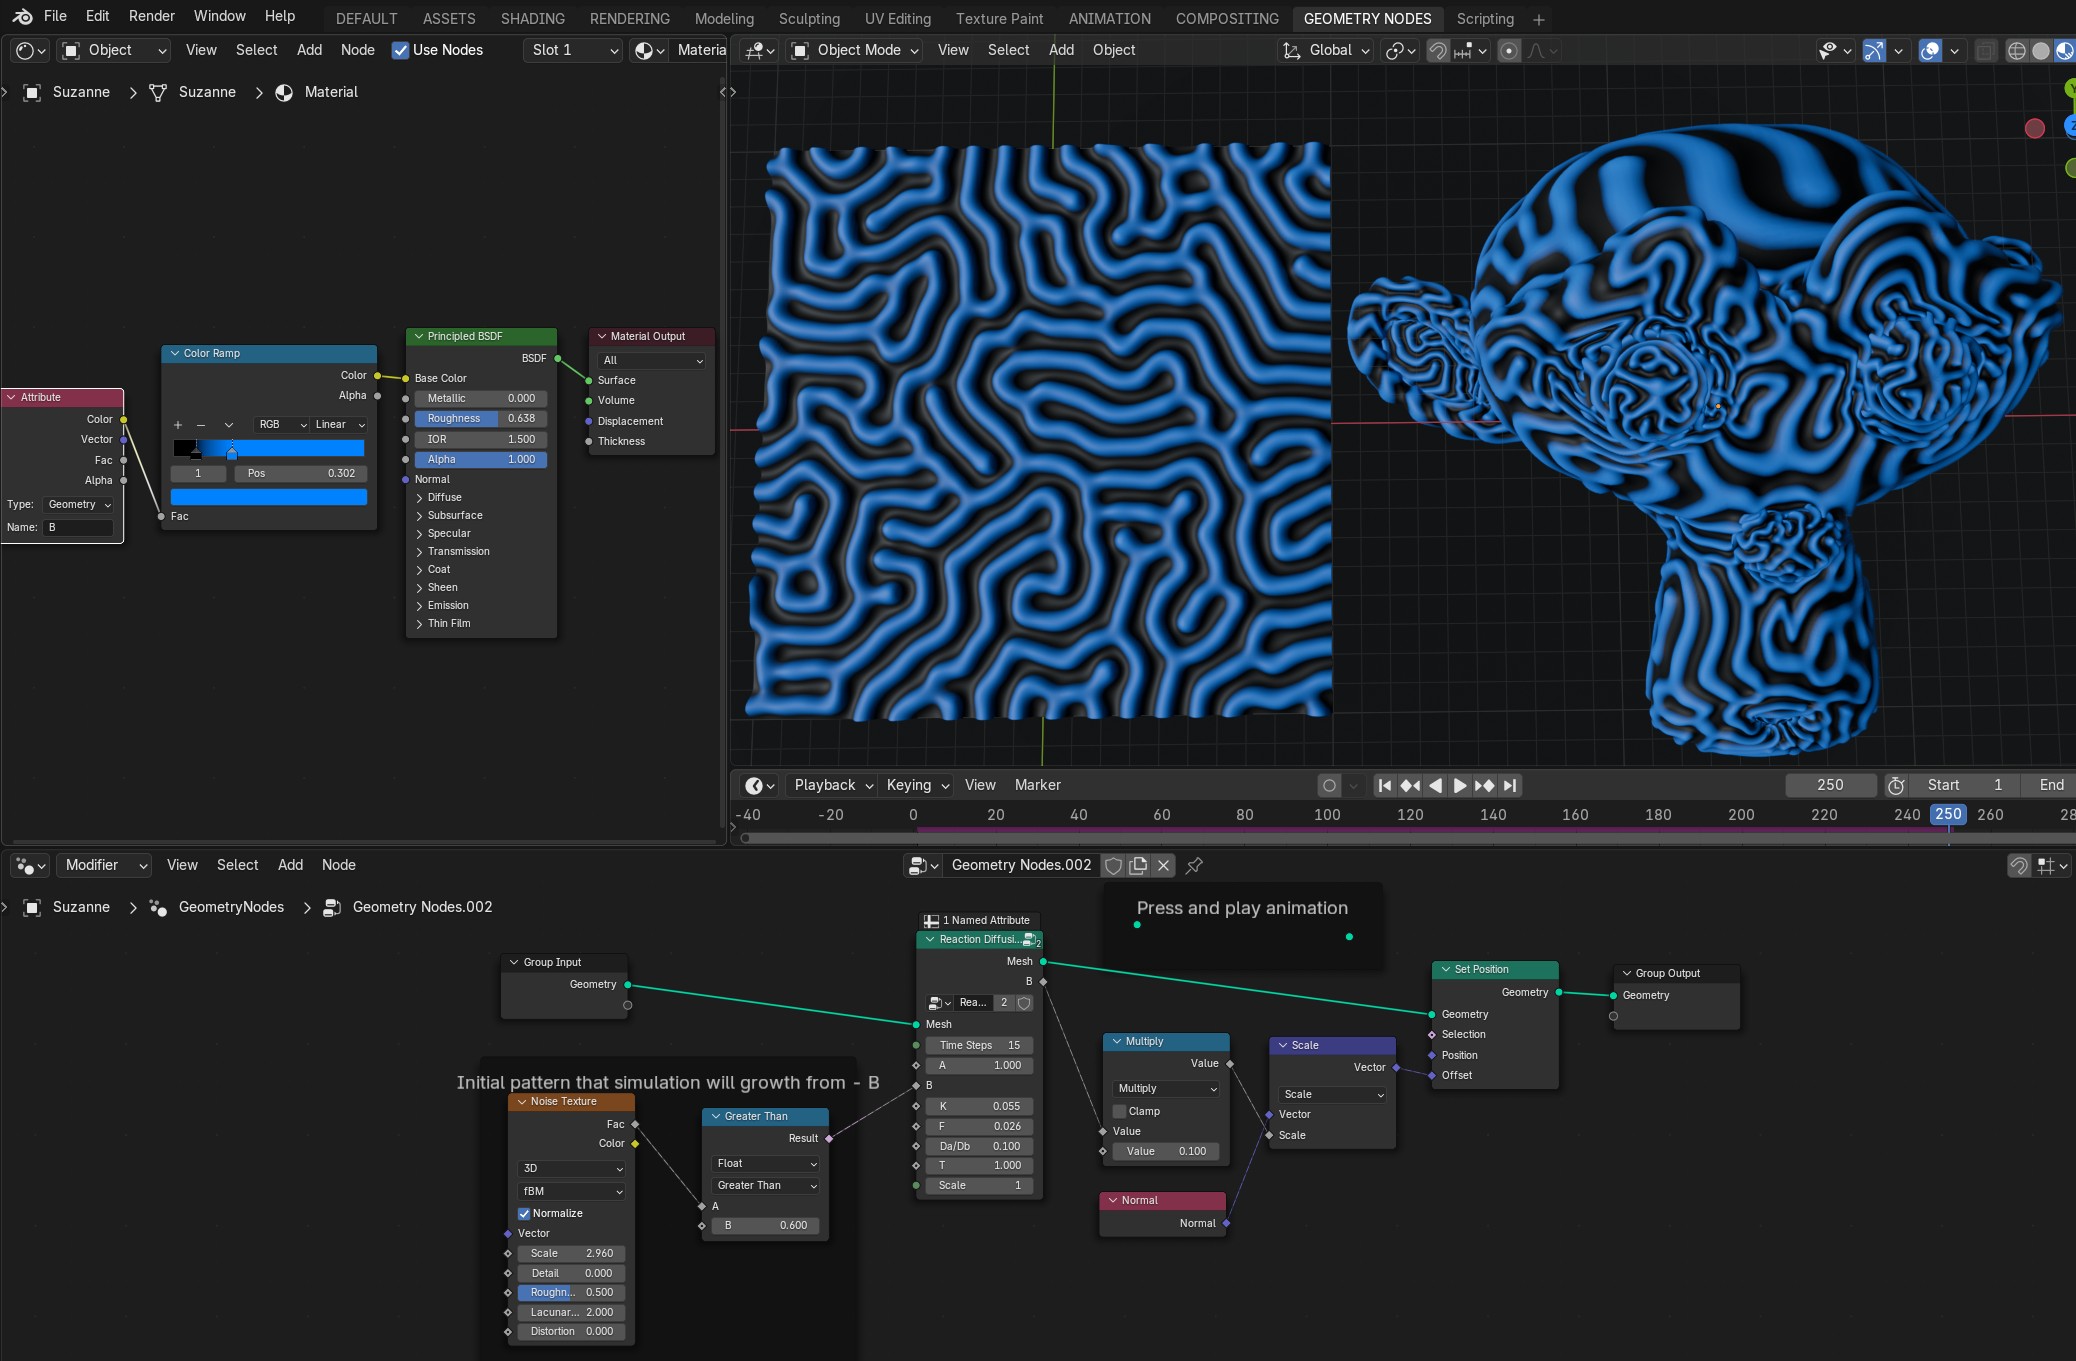 File Edit Render Window Help DEFAULT ASSETS SHADING RENDERING Modeling Sculpting UV Editing Texture Paint ANIMATION COMPOSITING GEOMETRY NODES Scripting
Object View Select Add Node Use Nodes Slot 1 Materia
Object Mode View Select Add Object Global
Suzanne Suzanne Material
Y
Z
Attribute
Color
Vector
Fac
Alpha
Type: Geometry
Name: B
Color Ramp
Color
Alpha
RGB Linear
1 Pos 0.302
Fac
Principled BSDF
BSDF
Base Color
Metallic 0.000
Roughness 0.638
IOR 1.500
Alpha 1.000
Normal
Diffuse
Subsurface
Specular
Transmission
Coat
Sheen
Emission
Thin Film
Material Output
All
Surface
Volume
Displacement
Thickness
Playback Keying View Marker 250 Start 1 End
-40 -20 0 20 40 60 80 100 120 140 160 180 200 220 240 250 260 28
Modifier View Select Add Node Geometry Nodes.002
Suzanne GeometryNodes Geometry Nodes.002
Press and play animation
Group Input
Geometry
Initial pattern that simulation will growth from - B
Noise Texture
Fac
Color
3D
fBM
Normalize
Vector
Scale 2.960
Detail 0.000
Roughn... 0.500
Lacunar... 2.000
Distortion 0.000
Greater Than
Result
Float
Greater Than
A
B 0.600
1 Named Attribute
Reaction Diffusi... 2
Mesh
B
Rea... 2
Mesh
Time Steps 15
A 1.000
B
K 0.055
F 0.026
Da/Db 0.100
T 1.000
Scale 1
Multiply
Value
Multiply
Clamp
Value
Value 0.100
Normal
Normal
Scale
Vector
Scale
Vector
Scale
Set Position
Geometry
Geometry
Selection
Position
Offset
Group Output
Geometry